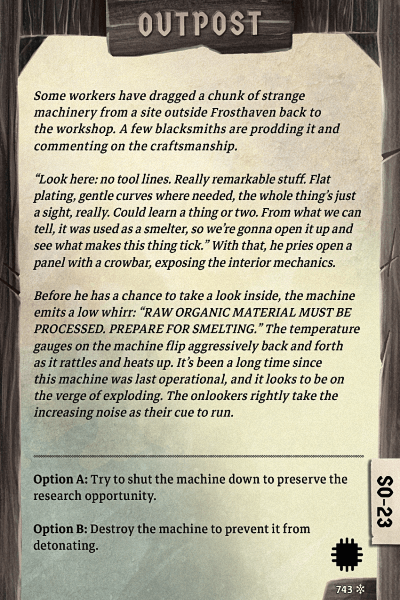 OUTPOST
Some workers have dragged a chunk of strange
machinery from a site outside Frosthaven back to
the workshop. A few blacksmiths are prodding it and
commenting on the craftsmanship.
“Look here: no tool lines. Really remarkable stuff. Flat
plating, gentle curves where needed, the whole thing’s just
a sight, really. Could learn a thing or two. From what we can
tell, it was used as a smelter, so we’re gonna open it up and
see what makes this thing tick.” With that, he pries open a
panel with a crowbar, exposing the interior mechanics.
Before he has a chance to take a look inside, the machine
emits a low whirr: “RAW ORGANIC MATERIAL MUST BE
PROCESSED. PREPARE FOR SMELTING.” The temperature
gauges on the machine flip aggressively back and forth
as it rattles and heats up. It’s been a long time since
this machine was last operational, and it looks to be on
the verge of exploding. The onlookers rightly take the
increasing noise as their cue to run.
Option A: Try to shut the machine down to preserve the
research opportunity.
Option B: Destroy the machine to prevent it from
detonating.
SO-23
743